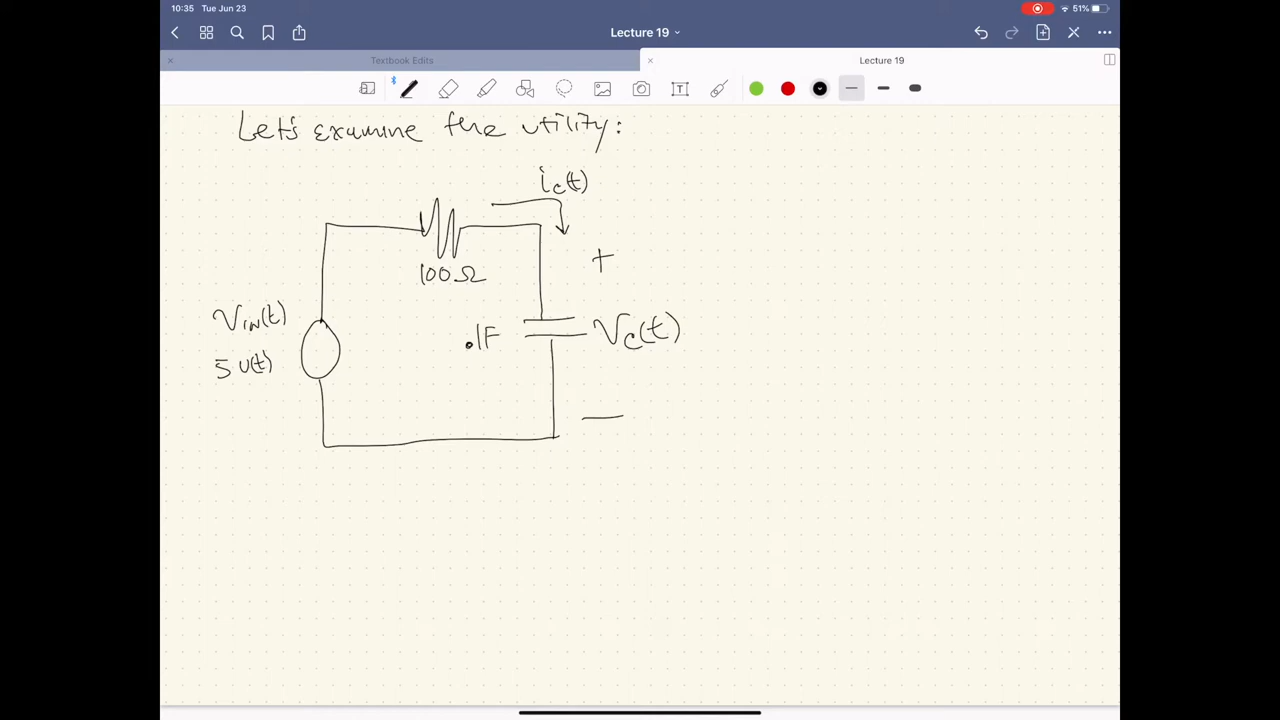 10:35 Tue Jun 23
51%
Lecture 19
Textbook Edits
Lecture 19
Let's examine the utility:
ic(t)
+
100Ω
Vin(t)
.1F
Vc(t)
5 u(t)
—